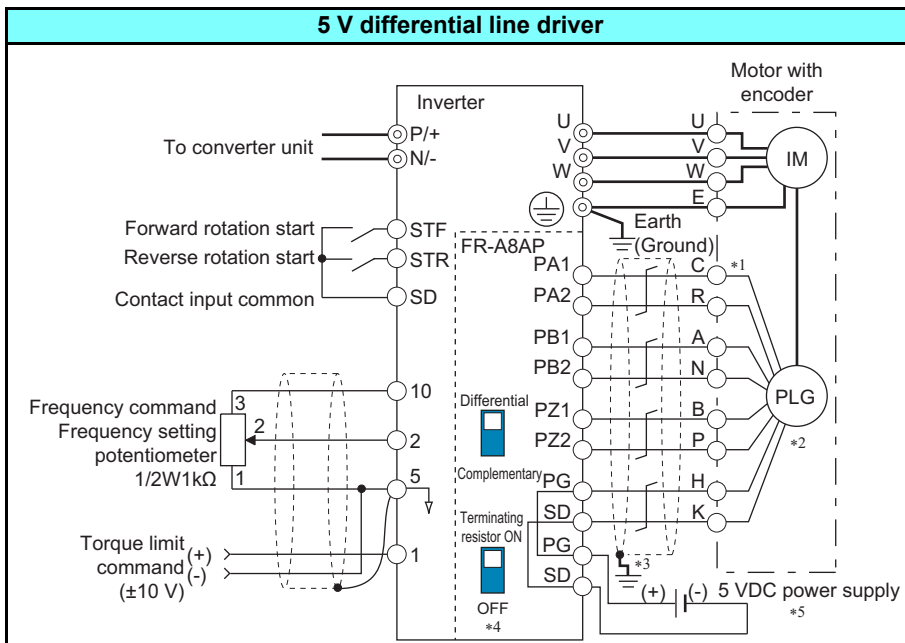 5 V differential line driver
Motor with
encoder
Inverter
To converter unit
P/+
N/-
U
V
W
U
V
W
E
IM
Earth
(Ground)
Forward rotation start
Reverse rotation start
Contact input common
STF
STR
SD
FR-A8AP
PA1
PA2
PB1
PB2
PZ1
PZ2
PG
SD
PG
SD
C
*1
R
A
N
B
P
H
K
PLG
*2
Differential
Complementary
Terminating
resistor ON
OFF
*4
Frequency command
Frequency setting
potentiometer
1/2W1kΩ
3
2
1
10
2
5
1
Torque limit
command
(±10 V)
(+)
(-)
*3
(+)
(-)
5 VDC power supply
*5